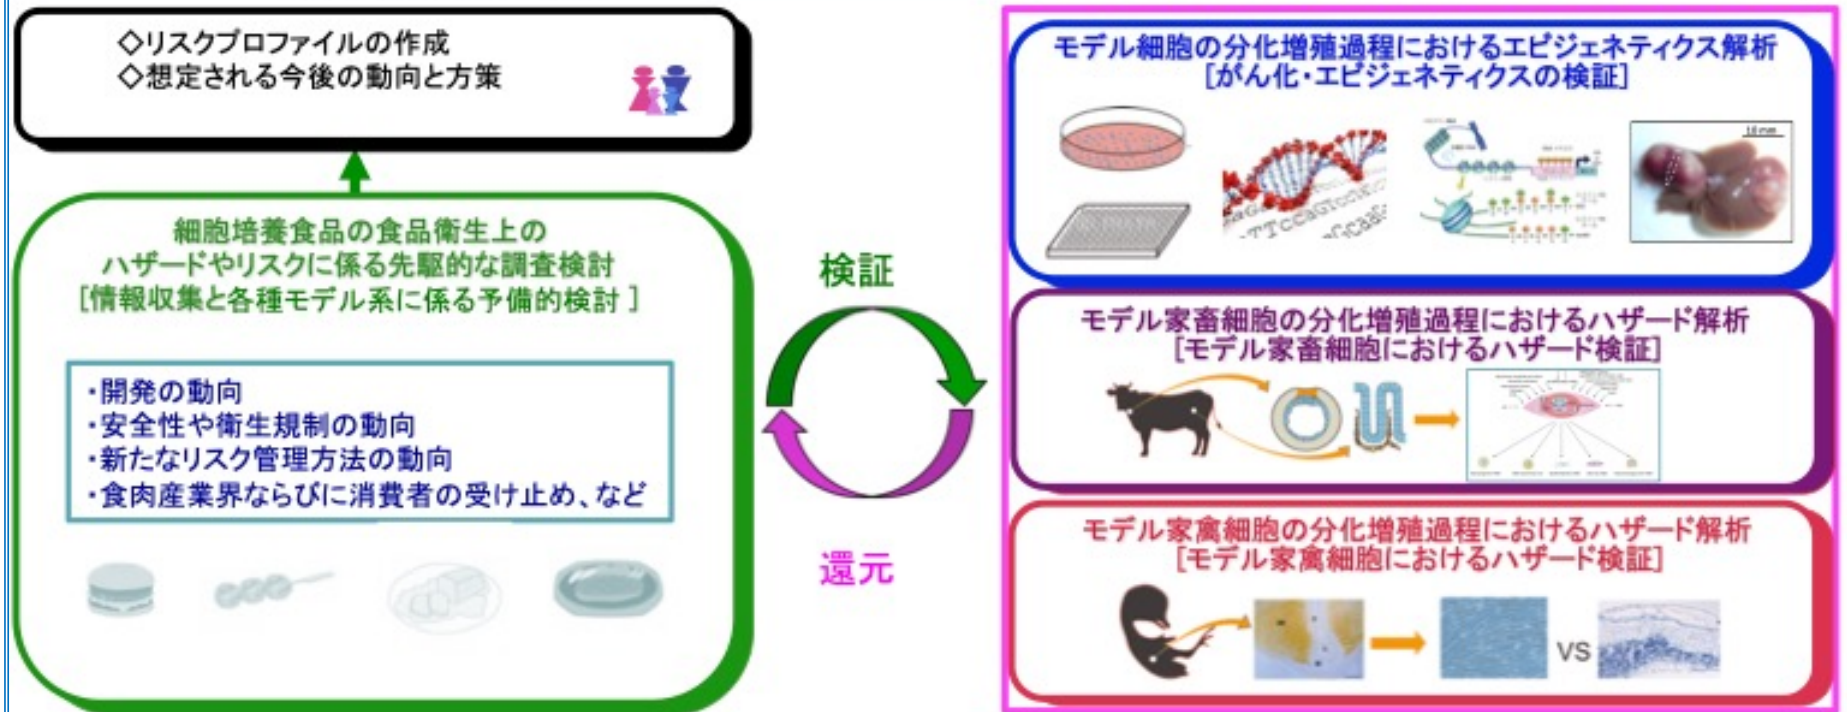 ◇リスクプロファイルの作成
◇想定される今後の動向と方策
細胞培養食品の食品衛生上の
ハザードやリスクに係る先駆的な調査検討
[情報収集と各種モデル系に係る予備的検討 ]
・開発の動向
・安全性や衛生規制の動向
・新たなリスク管理方法の動向
・食肉産業界ならびに消費者の受け止め、など
検証
還元
モデル細胞の分化増殖過程におけるエピジェネティクス解析
[がん化・エピジェネティクスの検証]
10 mm
モデル家畜細胞の分化増殖過程におけるハザード解析
[モデル家畜細胞におけるハザード検証]
モデル家禽細胞の分化増殖過程におけるハザード解析
[モデル家禽細胞におけるハザード検証]
VS